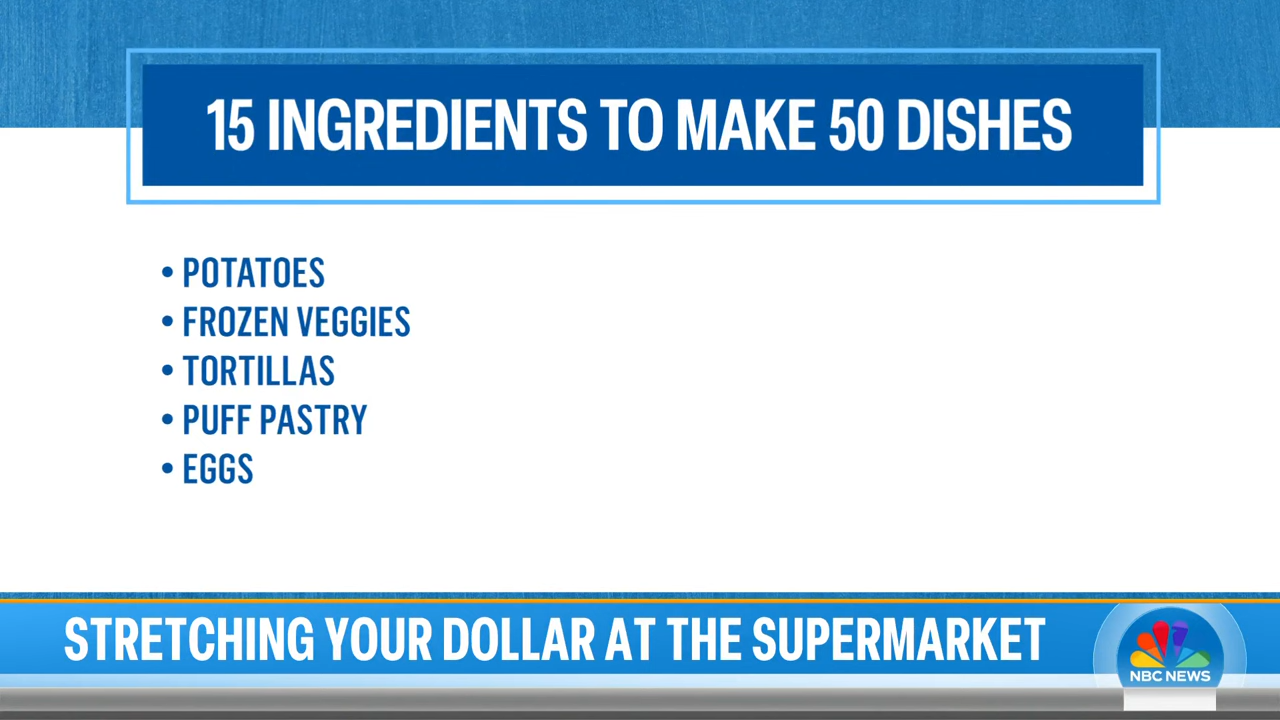 15 INGREDIENTS TO MAKE 50 DISHES
• POTATOES
• FROZEN VEGGIES
• TORTILLAS
• PUFF PASTRY
• EGGS
STRETCHING YOUR DOLLAR AT THE SUPERMARKET
NBC NEWS